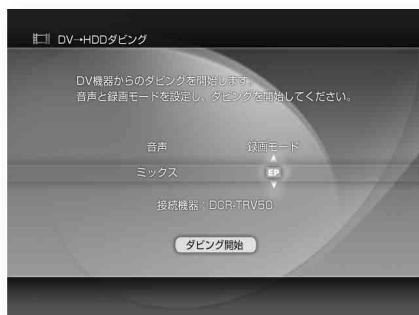 DV→HDDダビング
DV機器からのダビングを開始します。
音声と録画モードを設定し、ダビングを開始してください。
音声 録画モード
ミックス EP
接続機器：DCR-TRV50
ダビング開始